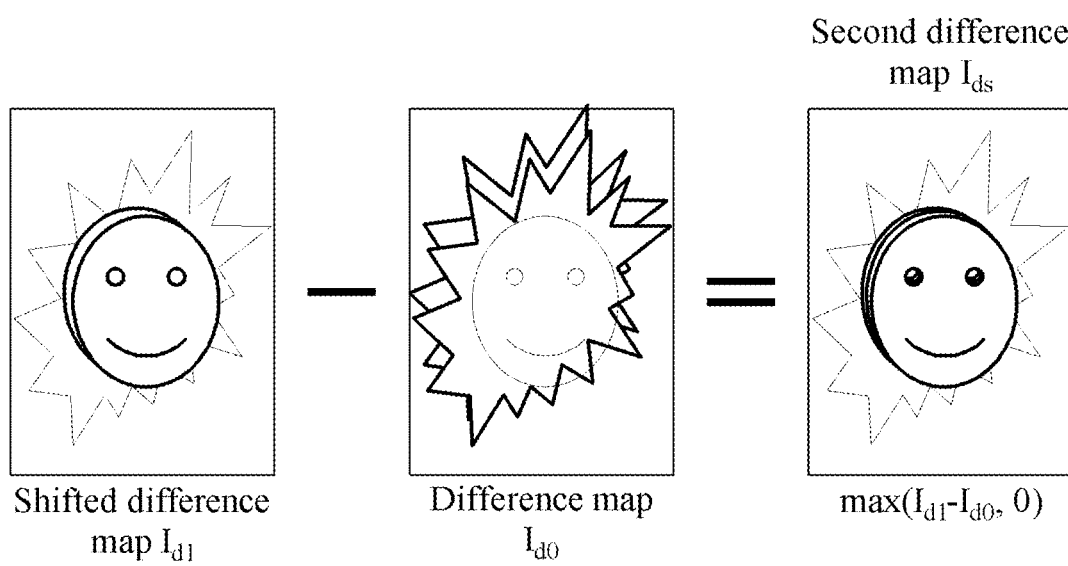 Second difference
map I_ds
Shifted difference
map I_d1
Difference map
I_d0
max(I_d1-I_d0, 0)